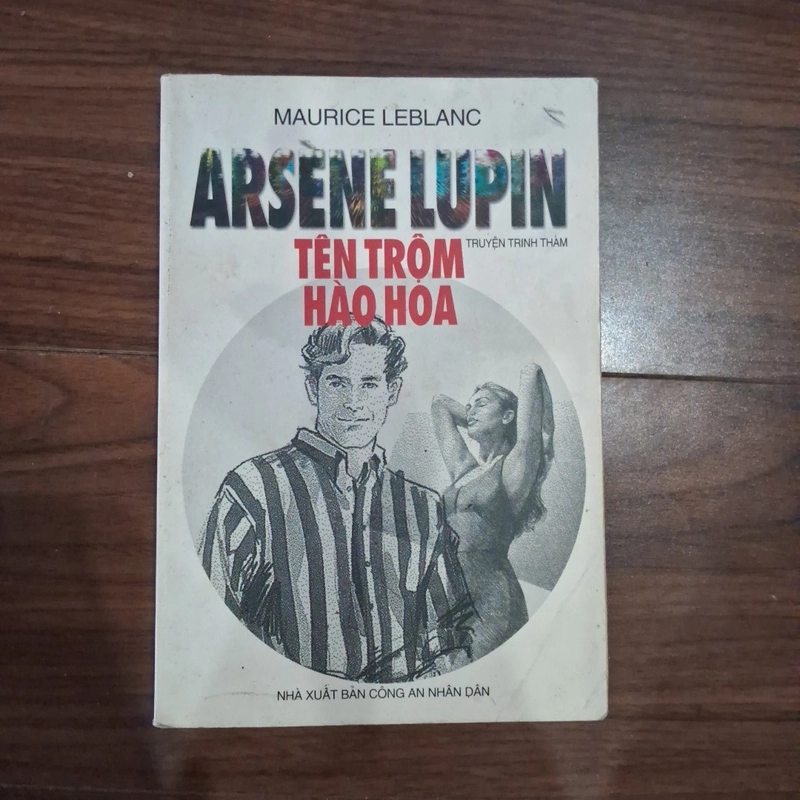 MAURICE LEBLANC
ARSÈNE LUPIN
TRUYỆN TRINH THÁM
TÊN TRỘM
HÀO HOA
NHÀ XUẤT BẢN CÔNG AN NHÂN DÂN